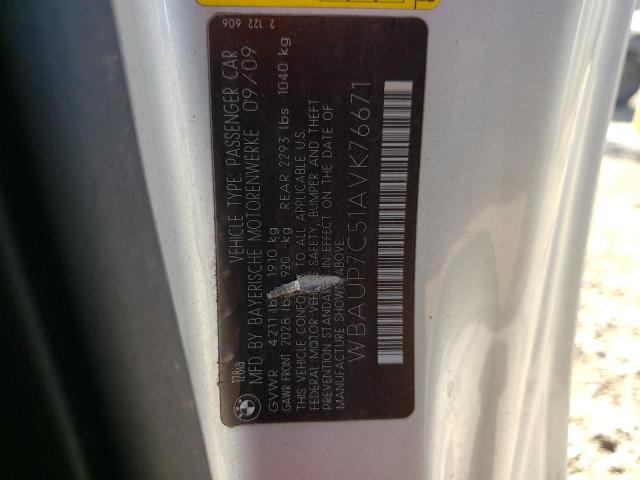 2 122 606
VEHICLE TYPE: PASSENGER CAR
MFD BY BAYERISCHE MOTORENWERKE 09/09
GVWR 4211 lbs 1910 kg
GAWR FRONT 2028 lbs 920 kg REAR 2293 lbs 1040 kg
THIS VEHICLE CONFORMS TO ALL APPLICABLE U.S.
FEDERAL MOTOR-VEHICLE SAFETY, BUMPER AND THEFT
PREVENTION STANDARDS IN EFFECT ON THE DATE OF
MANUFACTURE SHOWN ABOVE.
WBAUP7C51AVK76671
BMW